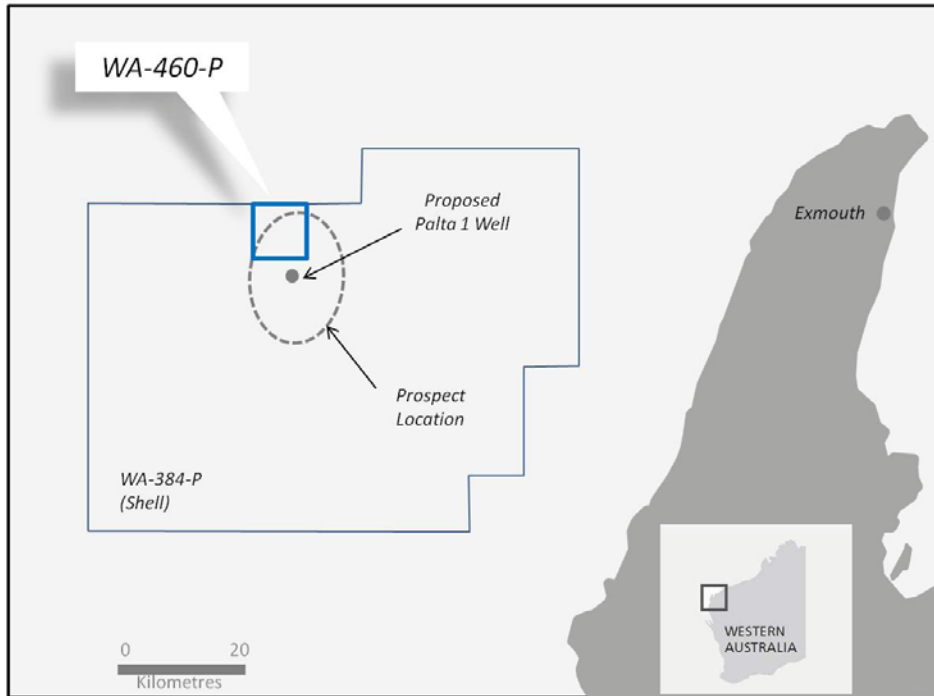 WA-460-P
Proposed
Palta 1 Well
Exmouth
Prospect
Location
WA-384-P
(Shell)
0 20
Kilometres
WESTERN
AUSTRALIA